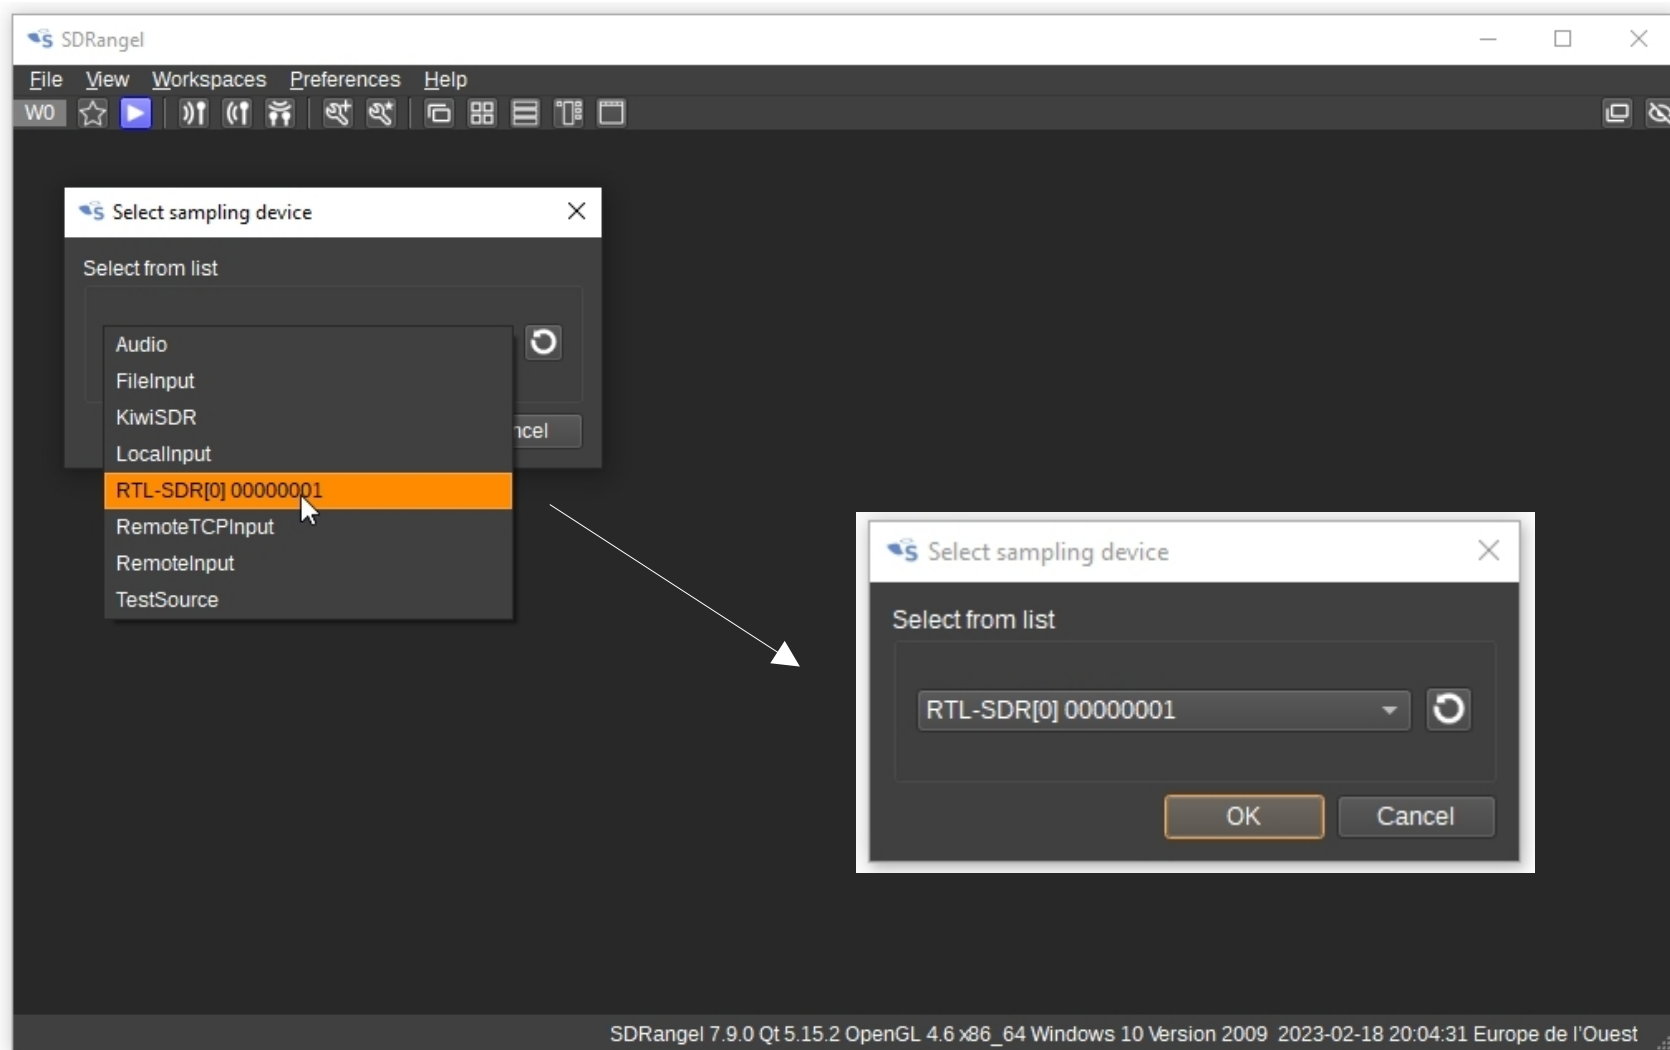 SDRangel
File View Workspaces Preferences Help
W0
Select sampling device
Select from list
Audio
FileInput
KiwiSDR
LocalInput
ncel
RTL-SDR[0] 00000001
RemoteTCPInput
RemoteInput
TestSource
Select sampling device
Select from list
RTL-SDR[0] 00000001
OK Cancel
SDRangel 7.9.0 Qt 5.15.2 OpenGL 4.6 x86_64 Windows 10 Version 2009 2023-02-18 20:04:31 Europe de l'Ouest